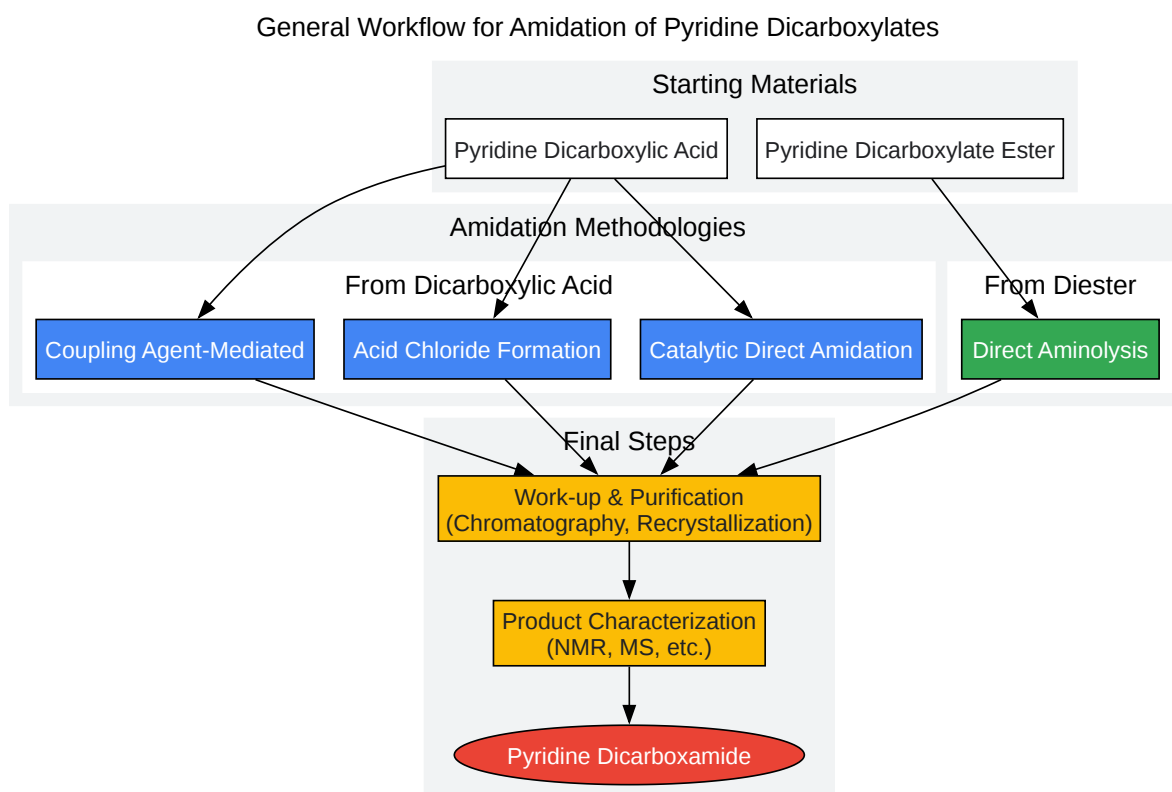 General Workflow for Amidation of Pyridine Dicarboxylates
Starting Materials
Pyridine Dicarboxylic Acid
Pyridine Dicarboxylate Ester
Amidation Methodologies
From Dicarboxylic Acid
From Diester
Coupling Agent-Mediated
Acid Chloride Formation
Catalytic Direct Amidation
Direct Aminolysis
Final Steps
Work-up & Purification
(Chromatography, Recrystallization)
Product Characterization
(NMR, MS, etc.)
Pyridine Dicarboxamide